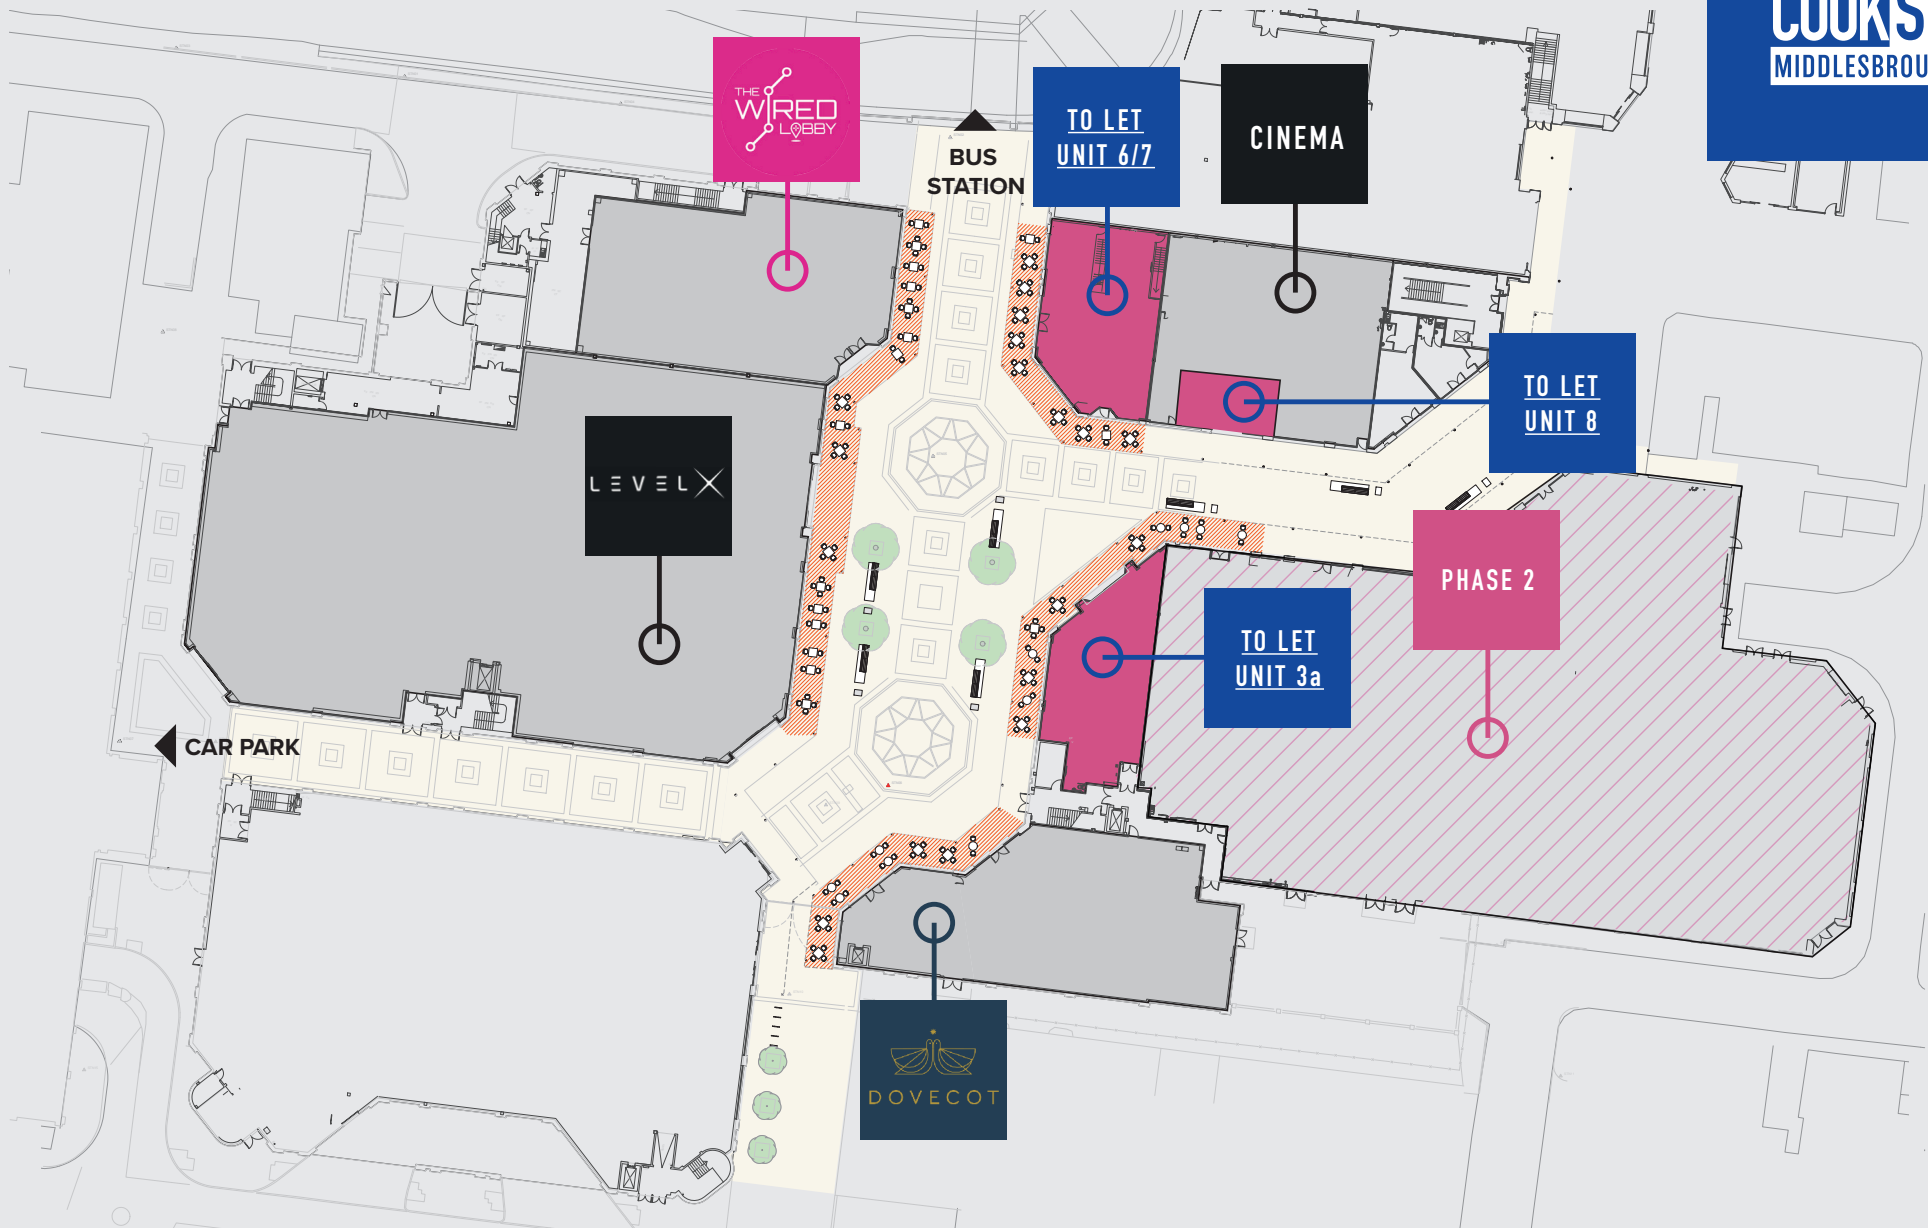 COOKS
MIDDLESBROU
THE
WIRED
LOBBY
BUS
STATION
TO LET
UNIT 6/7
CINEMA
TO LET
UNIT 8
LEVELX
PHASE 2
TO LET
UNIT 3a
CAR PARK
DOVECOT